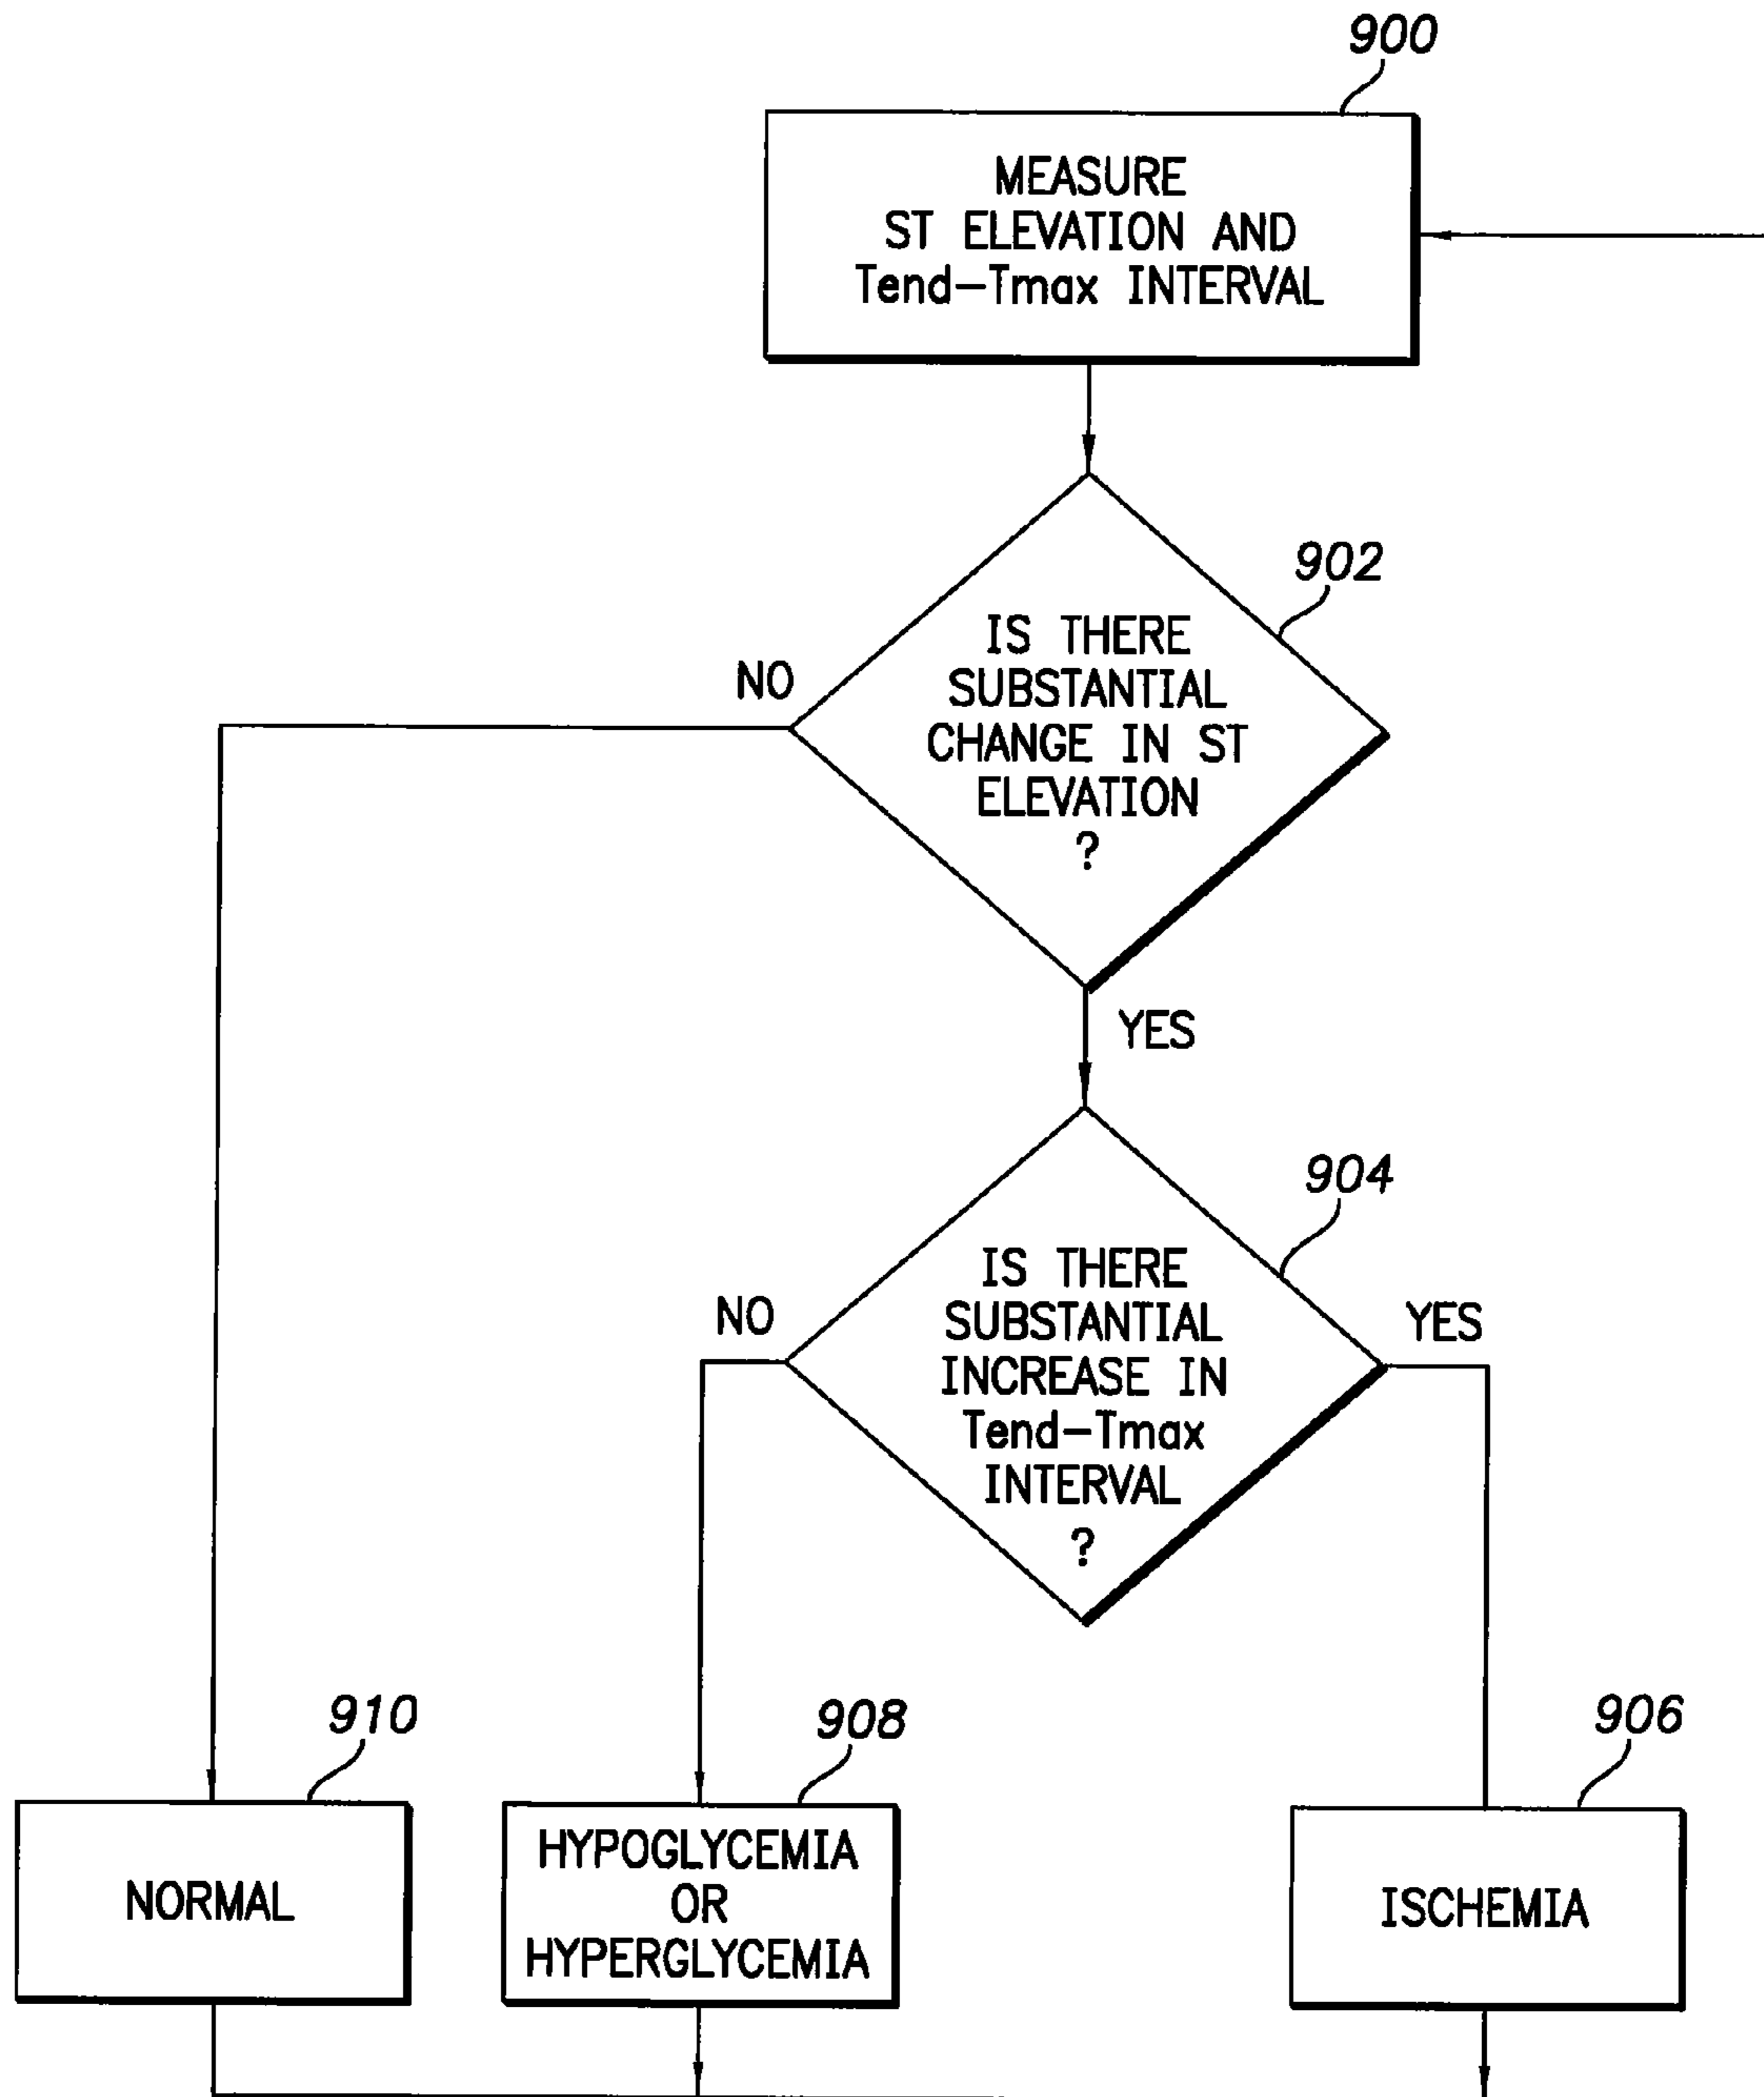 900
MEASURE
ST ELEVATION AND
Tend-Tmax INTERVAL
902
IS THERE
SUBSTANTIAL
CHANGE IN ST
ELEVATION
?
NO
YES
904
IS THERE
SUBSTANTIAL
INCREASE IN
Tend-Tmax
INTERVAL
?
NO
YES
910
NORMAL
908
HYPOGLYCEMIA
OR
HYPERGLYCEMIA
906
ISCHEMIA